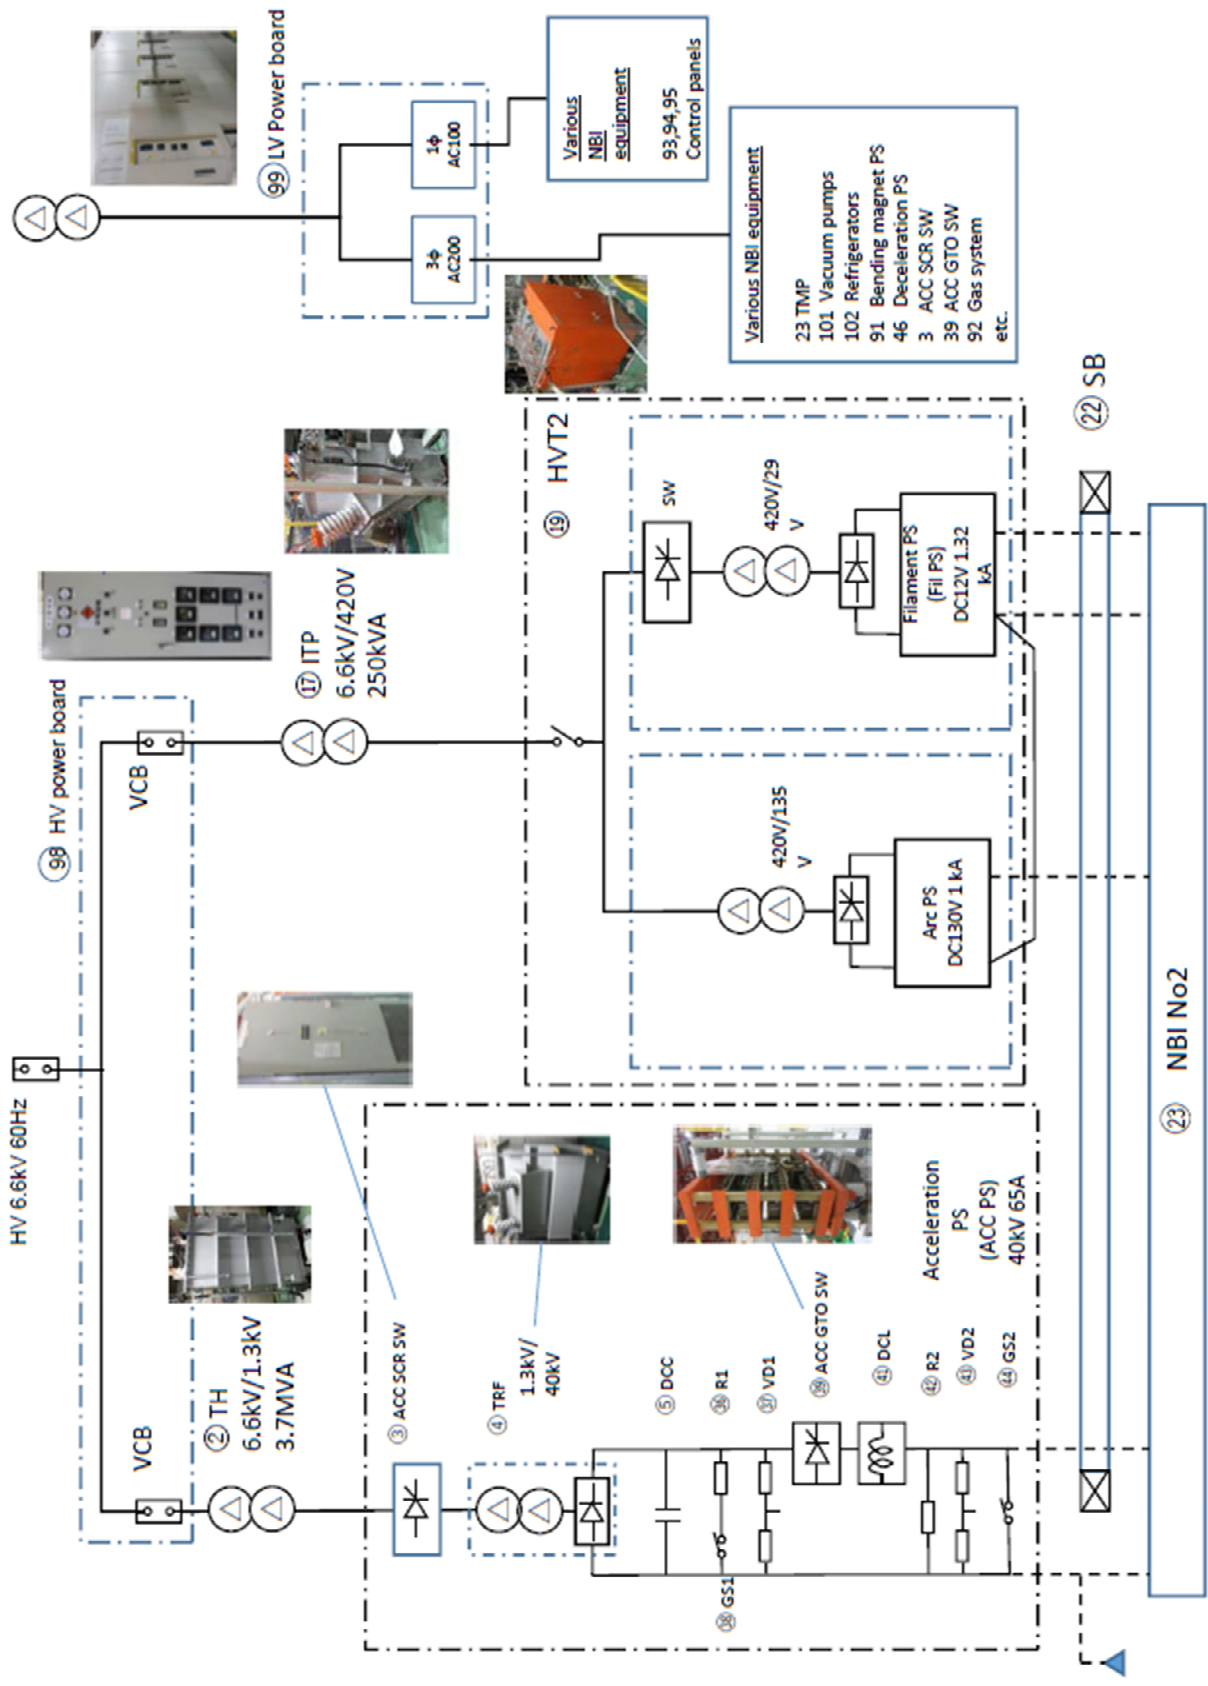 HV 6.6kV 60Hz
98 HV power board
VCB
VCB
2 TH
6.6kV/1.3kV
3.7MVA
17 ITP
6.6kV/420V
250kVA
99 LV Power board
3φ
AC200
1φ
AC100
Various
NBI
equipment
93,94,95
Control panels
Various NBI equipment
23 TMP
101 Vacuum pumps
102 Refrigerators
91 Bending magnet PS
46 Deceleration PS
3 ACC SCR SW
39 ACC GTO SW
92 Gas system
etc.
3 ACC SCR SW
4 TRF
1.3kV/
40kV
5 DCC
36 R1
38 GS1
37 VD1
39 ACC GTO SW
41 DCL
42 R2
43 VD2
44 GS2
Acceleration
PS
(ACC PS)
40kV 65A
19 HVT2
420V/135
V
Arc PS
DC130V 1 kA
SW
420V/29
V
Filament PS
(Fil PS)
DC12V 1.32
kA
22 SB
23 NBI No2